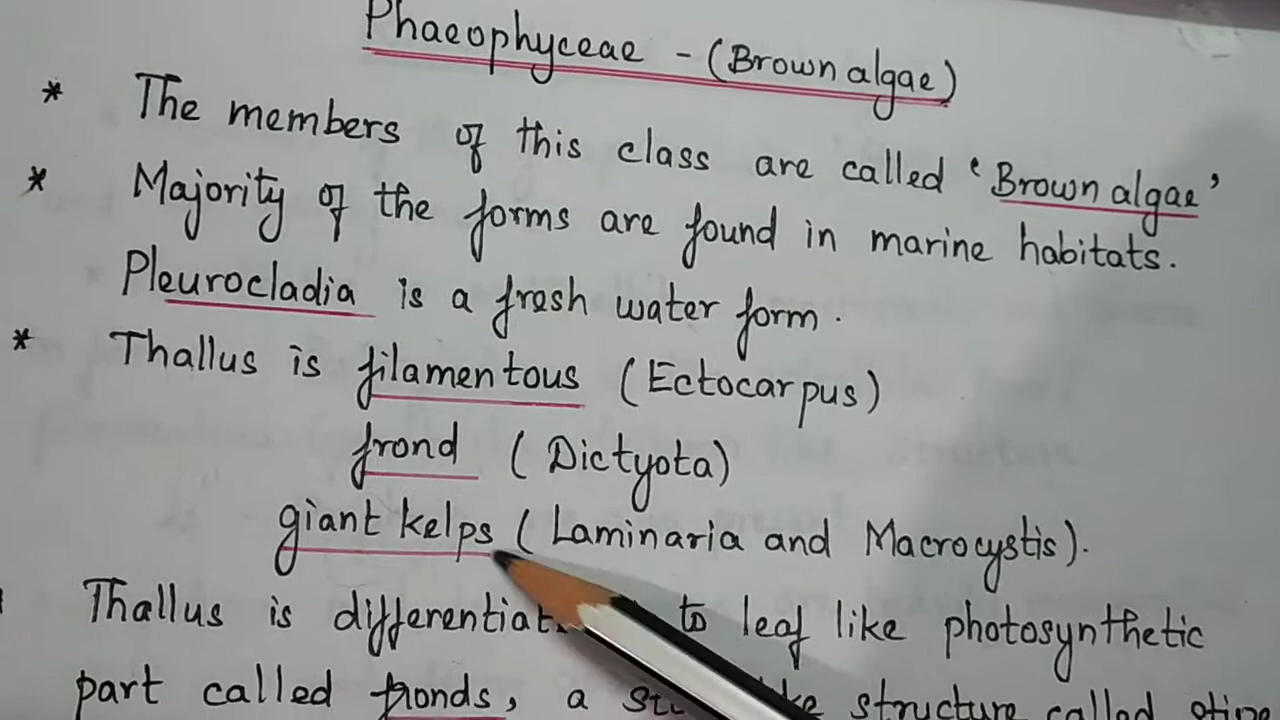 Phaeophyceae - (Brown algae)
* The members of this class are called 'Brown algae'
* Majority of the forms are found in marine habitats.
Pleurocladia is a fresh water form.
* Thallus is filamentous (Ectocarpus)
frond (Dictyota)
giant kelps (Laminaria and Macrocystis).
Thallus is to leaf like photosynthetic
part called fronds, a structure called